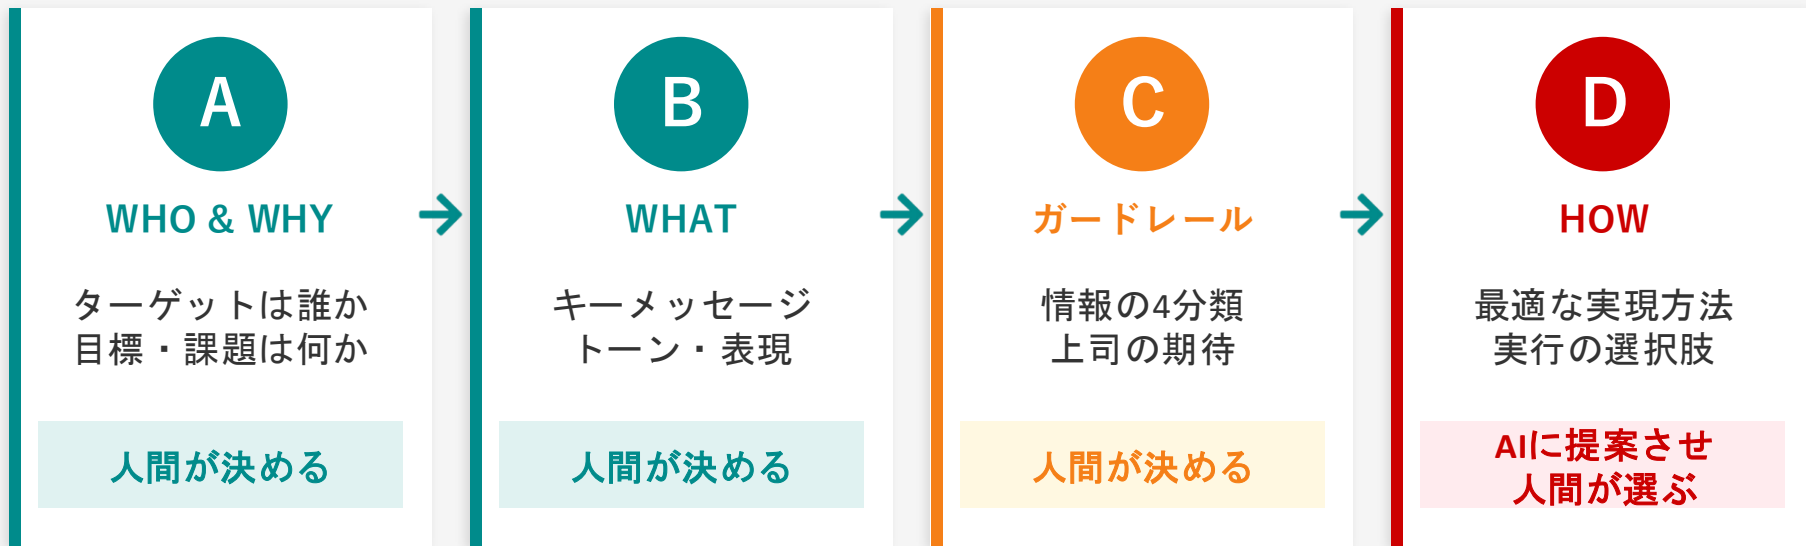 A
WHO & WHY
ターゲットは誰か
目標・課題は何か
人間が決める
B
WHAT
キーメッセージ
トーン・表現
人間が決める
C
ガードレール
情報の4分類
上司の期待
人間が決める
D
HOW
最適な実現方法
実行の選択肢
AIに提案させ
人間が選ぶ